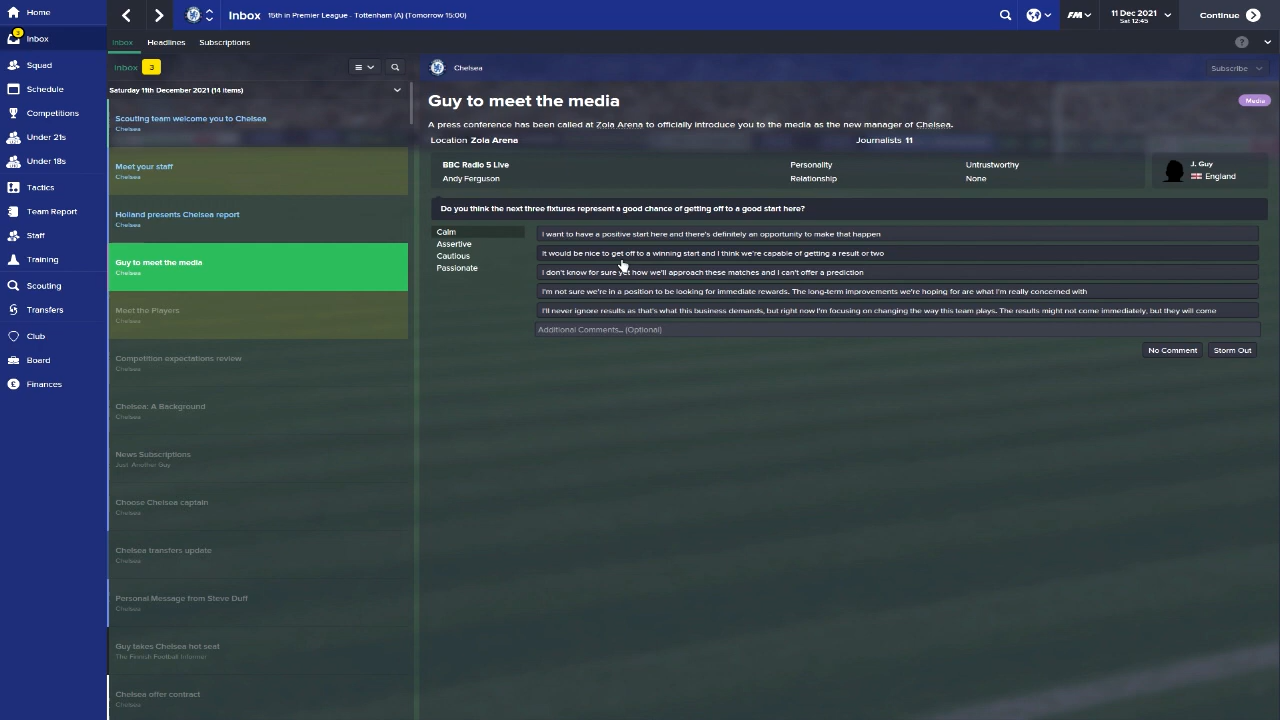 Home
Inbox
15th in Premier League - Tottenham (A) (Tomorrow 15:00)
FM
11 Dec 2021
Sat 12:45
Continue
3
Inbox
Squad
Schedule
Competitions
Under 21s
Under 18s
Tactics
Team Report
Staff
Training
Scouting
Transfers
Club
Board
Finances
Inbox
Headlines
Subscriptions
?
Inbox
3
Saturday 11th December 2021 (14 items)
Scouting team welcome you to Chelsea
Chelsea
Meet your staff
Chelsea
Holland presents Chelsea report
Chelsea
Guy to meet the media
Chelsea
Meet the Players
Chelsea
Competition expectations review
Chelsea
Chelsea: A Background
Chelsea
News Subscriptions
Just Another Guy
Choose Chelsea captain
Chelsea
Chelsea transfers update
Chelsea
Personal Message from Steve Duff
Chelsea
Guy takes Chelsea hot seat
The Finnish Football Informer
Chelsea offer contract
Chelsea
Chelsea
Subscribe
Guy to meet the media
Media
A press conference has been called at Zola Arena to officially introduce you to the media as the new manager of Chelsea.
Location Zola Arena
Journalists 11
BBC Radio 5 Live
Personality
Untrustworthy
Andy Ferguson
Relationship
None
J. Guy
England
Do you think the next three fixtures represent a good chance of getting off to a good start here?
Calm
Assertive
Cautious
Passionate
I want to have a positive start here and there's definitely an opportunity to make that happen
It would be nice to get off to a winning start and I think we're capable of getting a result or two
I don't know for sure yet how we'll approach these matches and I can't offer a prediction
I'm not sure we're in a position to be looking for immediate rewards. The long-term improvements we're hoping for are what I'm really concerned with
I'll never ignore results as that's what this business demands, but right now I'm focusing on changing the way this team plays. The results might not come immediately, but they will come
Additional Comments... (Optional)
No Comment
Storm Out